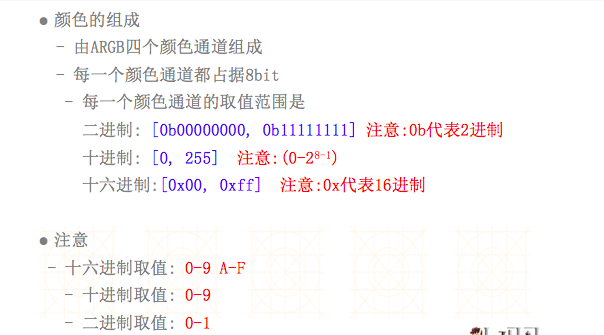 ● 颜色的组成
- 由ARGB四个颜色通道组成
- 每一个颜色通道都占据8bit
- 每一个颜色通道的取值范围是
二进制: [0b00000000, 0b11111111] 注意:0b代表2进制
十进制: [0, 255] 注意:(0-2⁸⁻¹)
十六进制:[0x00, 0xff] 注意:0x代表16进制
● 注意
- 十六进制取值: 0-9 A-F
- 十进制取值: 0-9
- 二进制取值: 0-1